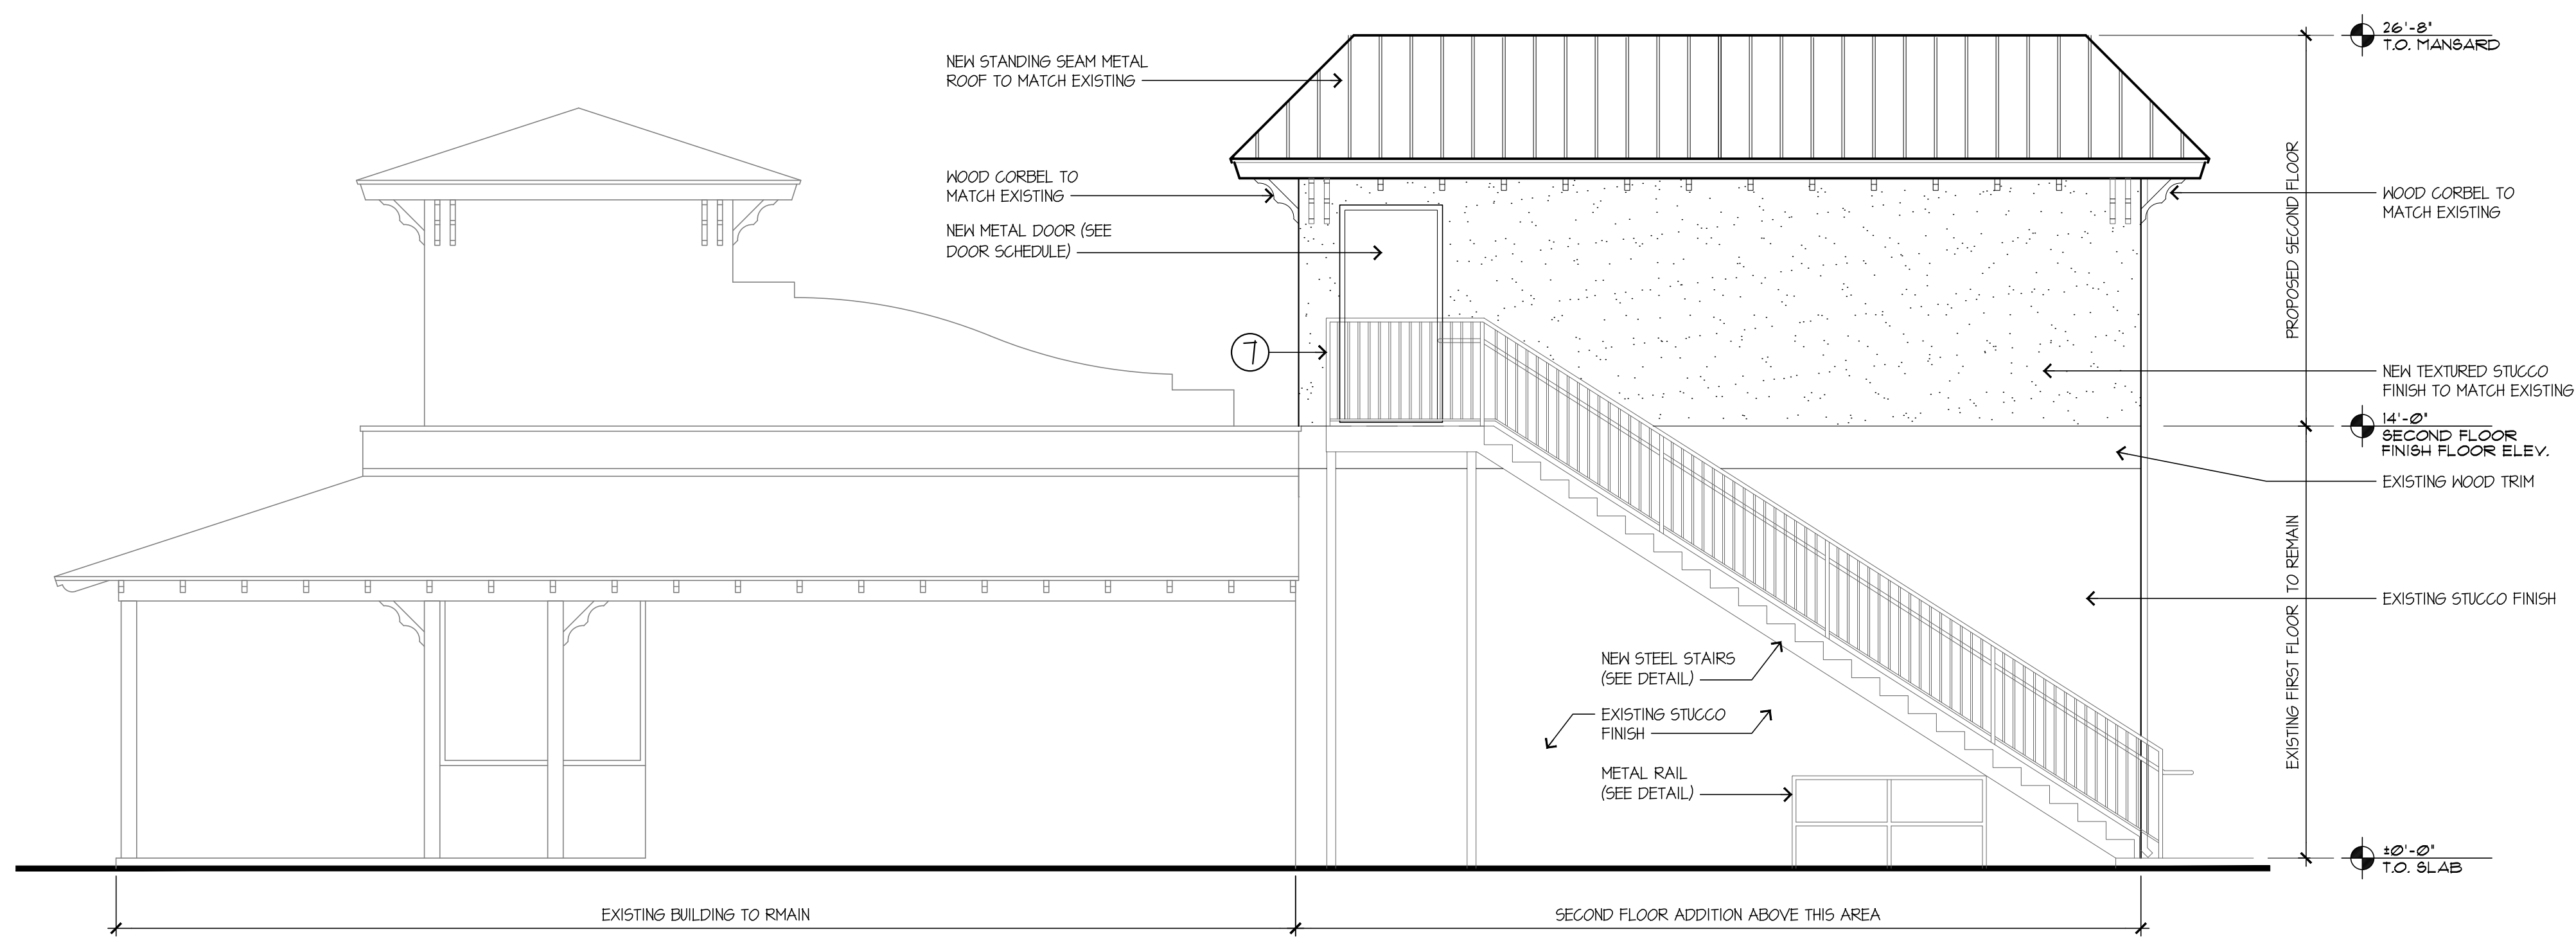 26'-8"
T.O. MANSARD
NEW STANDING SEAM METAL
ROOF TO MATCH EXISTING
WOOD CORBEL TO
MATCH EXISTING
NEW METAL DOOR (SEE
DOOR SCHEDULE)
7
PROPOSED SECOND FLOOR
WOOD CORBEL TO
MATCH EXISTING
NEW TEXTURED STUCCO
FINISH TO MATCH EXISTING
14'-0"
SECOND FLOOR
FINISH FLOOR ELEV.
EXISTING WOOD TRIM
EXISTING FIRST FLOOR TO REMAIN
EXISTING STUCCO FINISH
NEW STEEL STAIRS
(SEE DETAIL)
EXISTING STUCCO
FINISH
METAL RAIL
(SEE DETAIL)
±0'-0"
T.O. SLAB
EXISTING BUILDING TO RMAIN
SECOND FLOOR ADDITION ABOVE THIS AREA